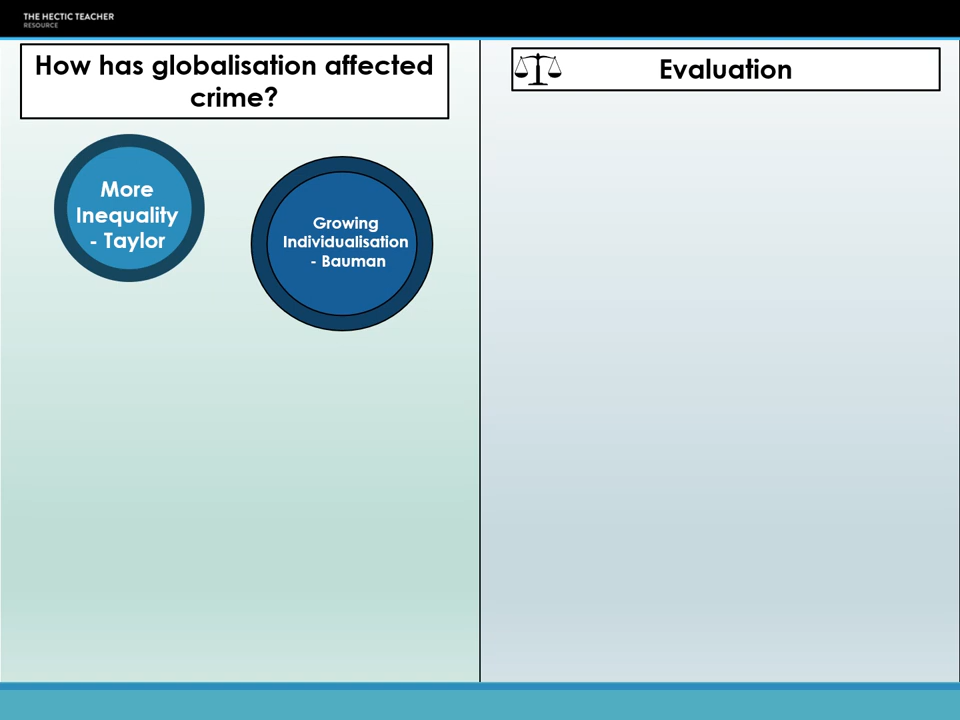 THE HECTIC TEACHER
RESOURCE
How has globalisation affected
crime?
More
Inequality
- Taylor
Growing
Individualisation
- Bauman
Evaluation